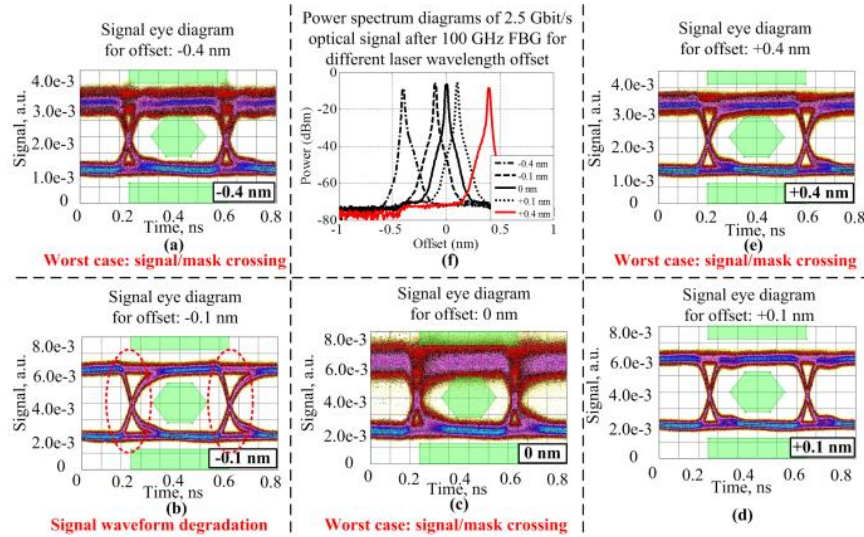 Signal eye diagram
for offset: -0.4 nm
Signal, a.u.
4.0e-3
3.0e-3
2.0e-3
1.0e-3
0
-0.4 nm
0 0.2 0.4 0.6 0.8
Time, ns
(a)
Worst case: signal/mask crossing
Power spectrum diagrams of 2.5 Gbit/s
optical signal after 100 GHz FBG for
different laser wavelength offset
Power (dBm)
0
-20
-40
-60
-80
-0.4 nm
-0.1 nm
0 nm
+0.1 nm
+0.4 nm
-1 -0.5 0 0.5 1
Offset (nm)
(f)
Signal eye diagram
for offset: +0.4 nm
Signal, a.u.
4.0e-3
3.0e-3
2.0e-3
1.0e-3
0
+0.4 nm
0 0.2 0.4 0.6 0.8
Time, ns
(e)
Worst case: signal/mask crossing
Signal eye diagram
for offset: -0.1 nm
Signal, a.u.
8.0e-3
6.0e-3
4.0e-3
2.0e-3
0
-0.1 nm
0 0.2 0.4 0.6 0.8
Time, ns
(b)
Signal waveform degradation
Signal eye diagram
for offset: 0 nm
Signal, a.u.
8.0e-3
6.0e-3
4.0e-3
2.0e-3
0
0 nm
0 0.2 0.4 0.6 0.8
Time, ns
(c)
Worst case: signal/mask crossing
Signal eye diagram
for offset: +0.1 nm
Signal, a.u.
8.0e-3
6.0e-3
4.0e-3
2.0e-3
0
+0.1 nm
0 0.2 0.4 0.6 0.8
Time, ns
(d)